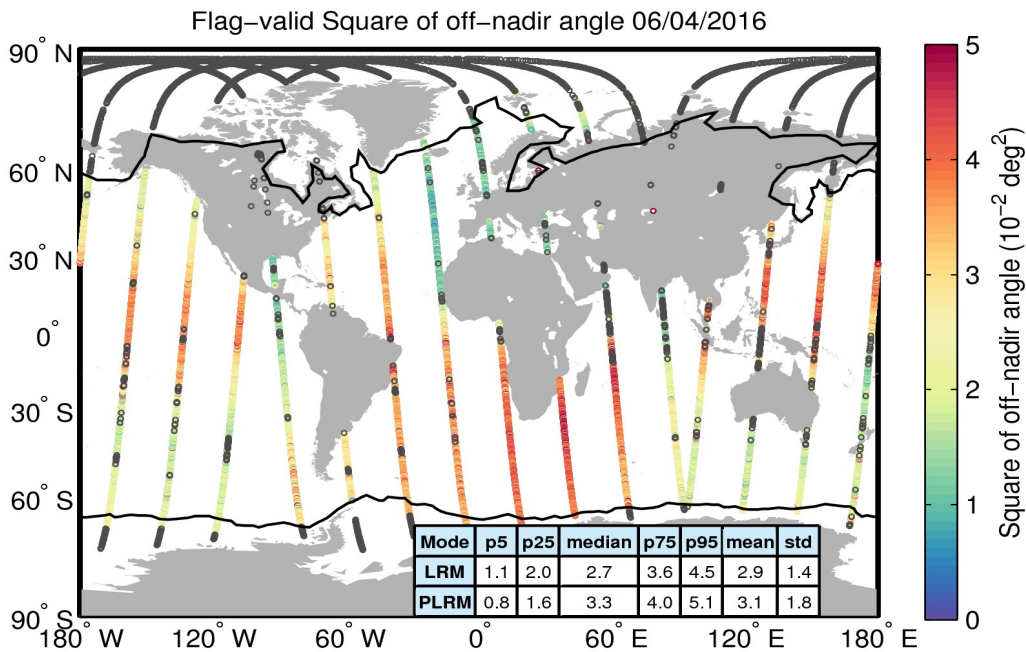 Flag−valid Square of off−nadir angle 06/04/2016
90° N
60° N
30° N
0°
30° S
60° S
90° S
180° W
120° W
60° W
0°
60° E
120° E
180° E
5
4
3
2
1
0
Square of off−nadir angle (10⁻² deg²)
Mode p5 p25 median p75 p95 mean std
LRM 1.1 2.0 2.7 3.6 4.5 2.9 1.4
PLRM 0.8 1.6 3.3 4.0 5.1 3.1 1.8